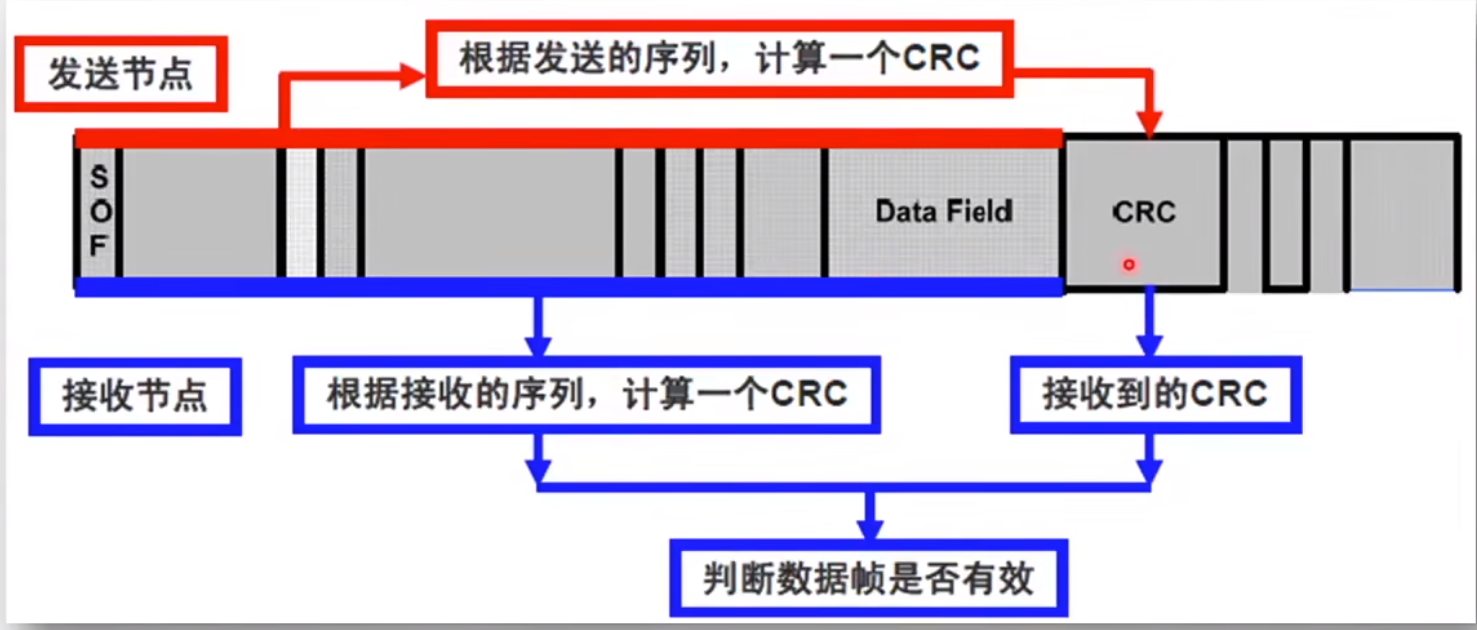 发送节点
根据发送的序列，计算一个CRC
S
O
F
Data Field
CRC
接收节点
根据接收的序列，计算一个CRC
接收到的CRC
判断数据帧是否有效